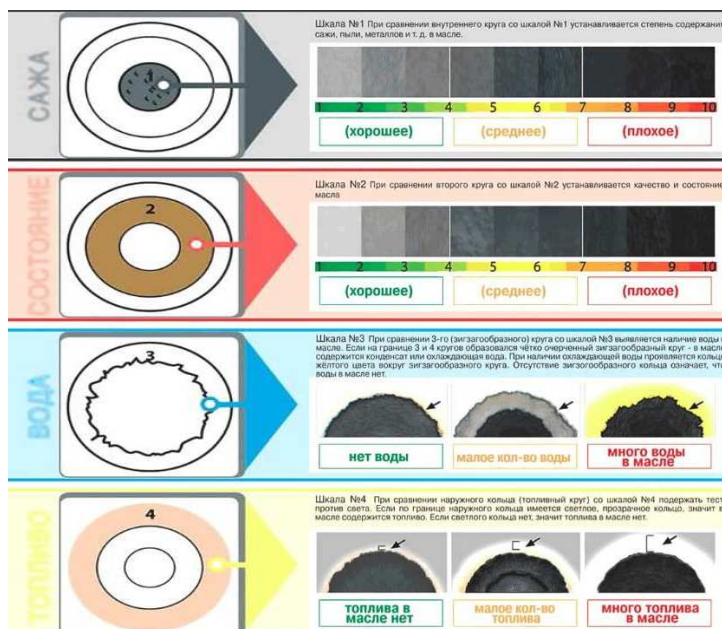 САЖА
1
Шкала №1 При сравнении внутреннего круга со шкалой №1 устанавливается степень содержания
сажи, пыли, металлов и т. д. в масле.
1 2 3 4 5 6 7 8 9 10
(хорошее) (среднее) (плохое)
СОСТОЯНИЕ
2
Шкала №2 При сравнении второго круга со шкалой №2 устанавливается качество и состояние
масла
1 2 3 4 5 6 7 8 9 10
(хорошее) (среднее) (плохое)
ВОДА
3
Шкала №3 При сравнении 3-го (зигзагообразного) круга со шкалой №3 выявляется наличие воды в
масле. Если на границе 3 и 4 кругов образовался чётко очерченный зигзагообразный круг - в масле
содержится конденсат или охлаждающая вода. При наличии охлаждающей воды проявляется кольцо
жёлтого цвета вокруг зигзагообразного круга. Отсутствие зигзогообразного кольца означает, что
воды в масле нет.
нет воды
малое кол-во воды
много воды
в масле
ТОПЛИВО
4
Шкала №4 При сравнении наружного кольца (топливный круг) со шкалой №4 подержать тест
против света. Если по границе наружного кольца имеется светлое, прозрачное кольцо, значит в
масле содержится топливо. Если светлого кольца нет, значит топлива в масле нет.
топлива в
масле нет
малое кол-во
топлива
много топлива
в масле